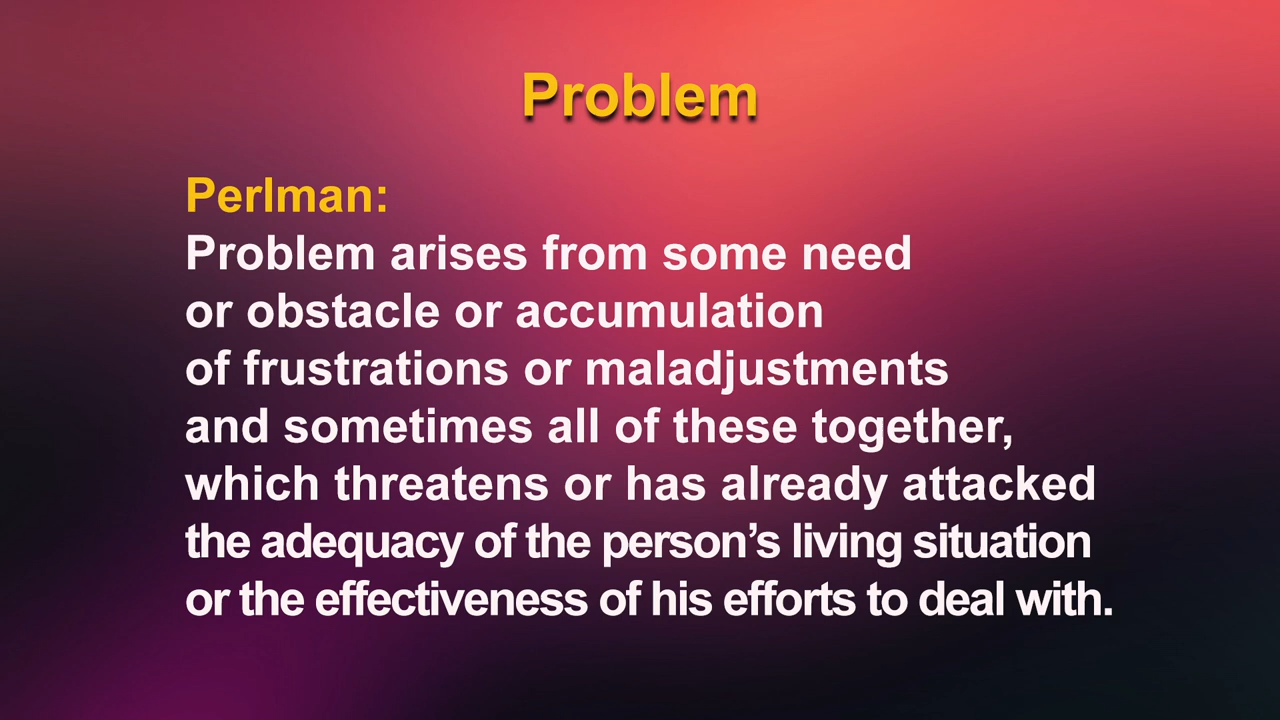 Problem
Perlman:
Problem arises from some need
or obstacle or accumulation
of frustrations or maladjustments
and sometimes all of these together,
which threatens or has already attacked
the adequacy of the person’s living situation
or the effectiveness of his efforts to deal with.